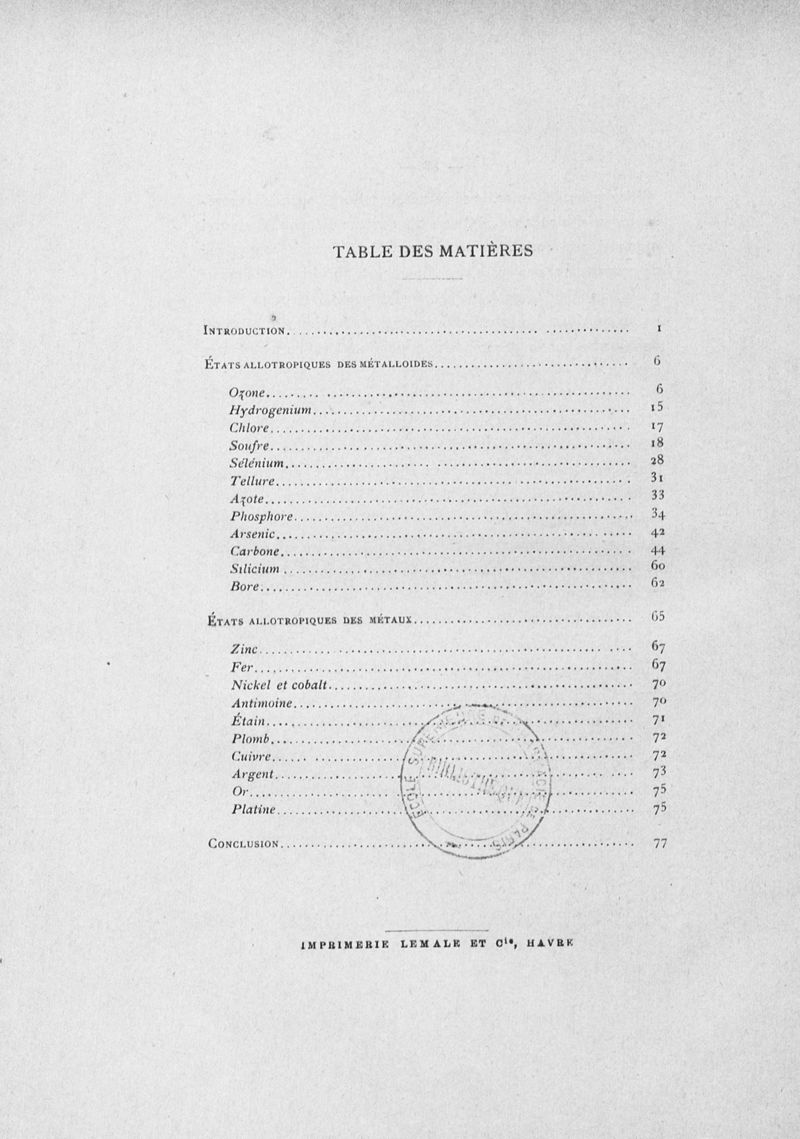 TABLE DES MATIÈRES
INTRODUCTION. 1
ÉTATS ALLOTROPIQUES DES MÉTALLOIDES. 6
Ozone. 6
Hydrogenium. 15
Chlore. 17
Soufre. 18
Sélénium. 28
Tellure. 31
Azote. 33
Phosphore. 34
Arsenic. 42
Carbone. 44
Silicium 60
Bore. 62
ÉTATS ALLOTROPIQUES DES MÉTAUX. 65
Zinc. 67
Fer. 67
Nickel et cobalt. 70
Antimoine. 70
Étain. 71
Plomb. 72
Cuivre. 72
Argent. 73
Or. 75
Platine. 75
CONCLUSION. 77
ÉCOLE PARIS
IMPRIMERIE LEMALE ET Cie, HAVRE